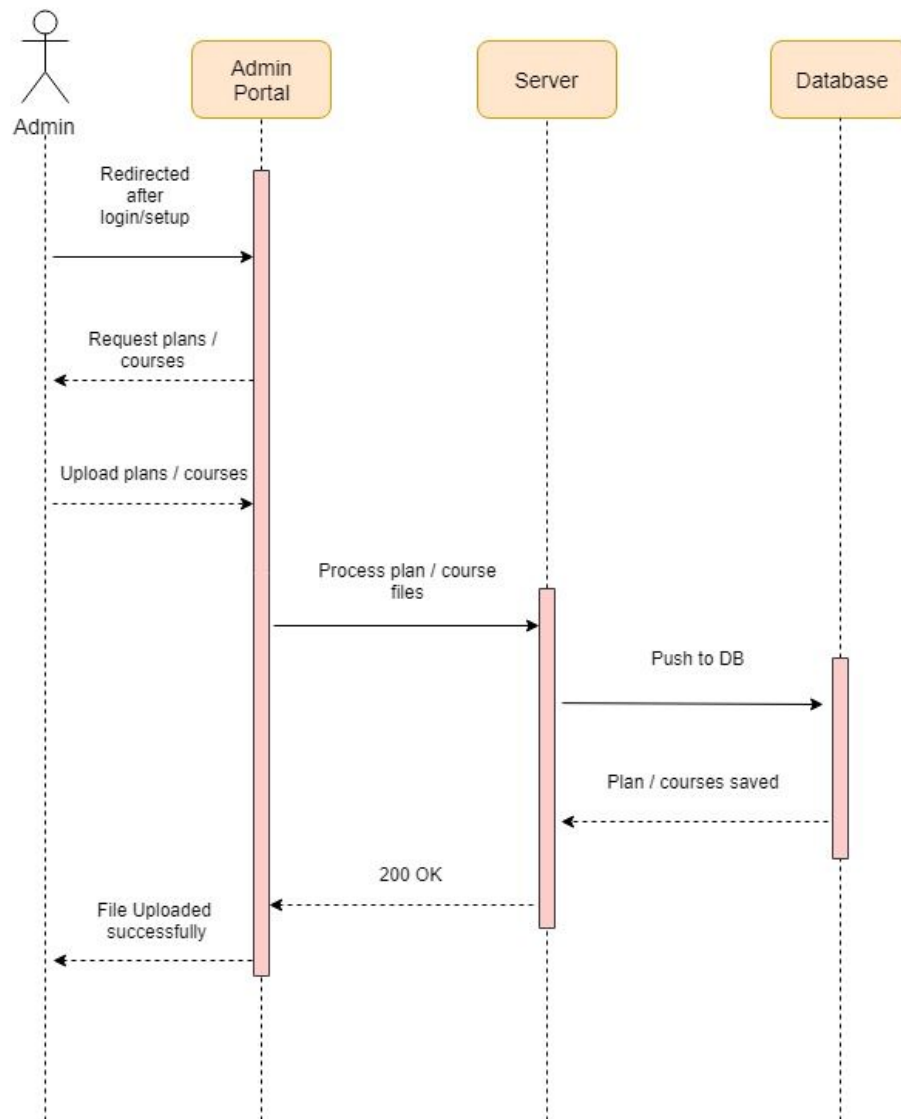 Admin
Portal
Server
Database
Admin
Redirected
after
login/setup
Request plans /
courses
Upload plans / courses
Process plan / course
files
Push to DB
Plan / courses saved
200 OK
File Uploaded
successfully